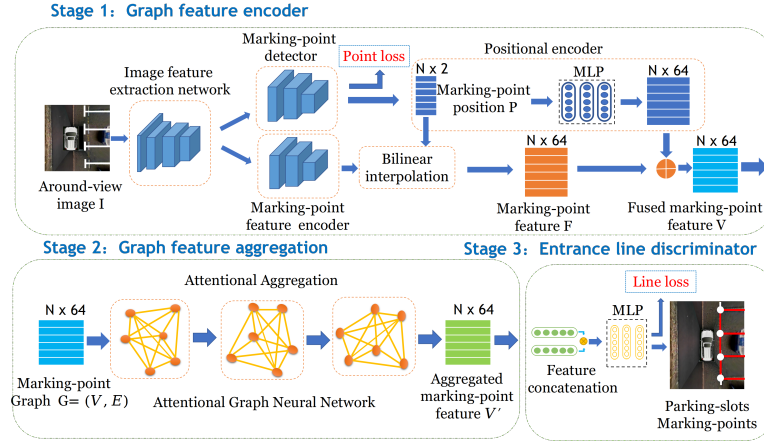 Stage 1: Graph feature encoder
Marking-point
detector
Point loss
N x 2
Positional encoder
Image feature
extraction network
Marking-point
position P
MLP
N x 64
Around-view
image I
Marking-point
feature encoder
Bilinear
interpolation
N x 64
Marking-point
feature F
N x 64
Fused marking-point
feature V
Stage 2: Graph feature aggregation
Attentional Aggregation
N x 64
Marking-point
Graph G= (V, E)
Attentional Graph Neural Network
N x 64
Aggregated
marking-point
feature V′
Stage 3: Entrance line discriminator
Line loss
MLP
Feature
concatenation
Parking-slots
Marking-points